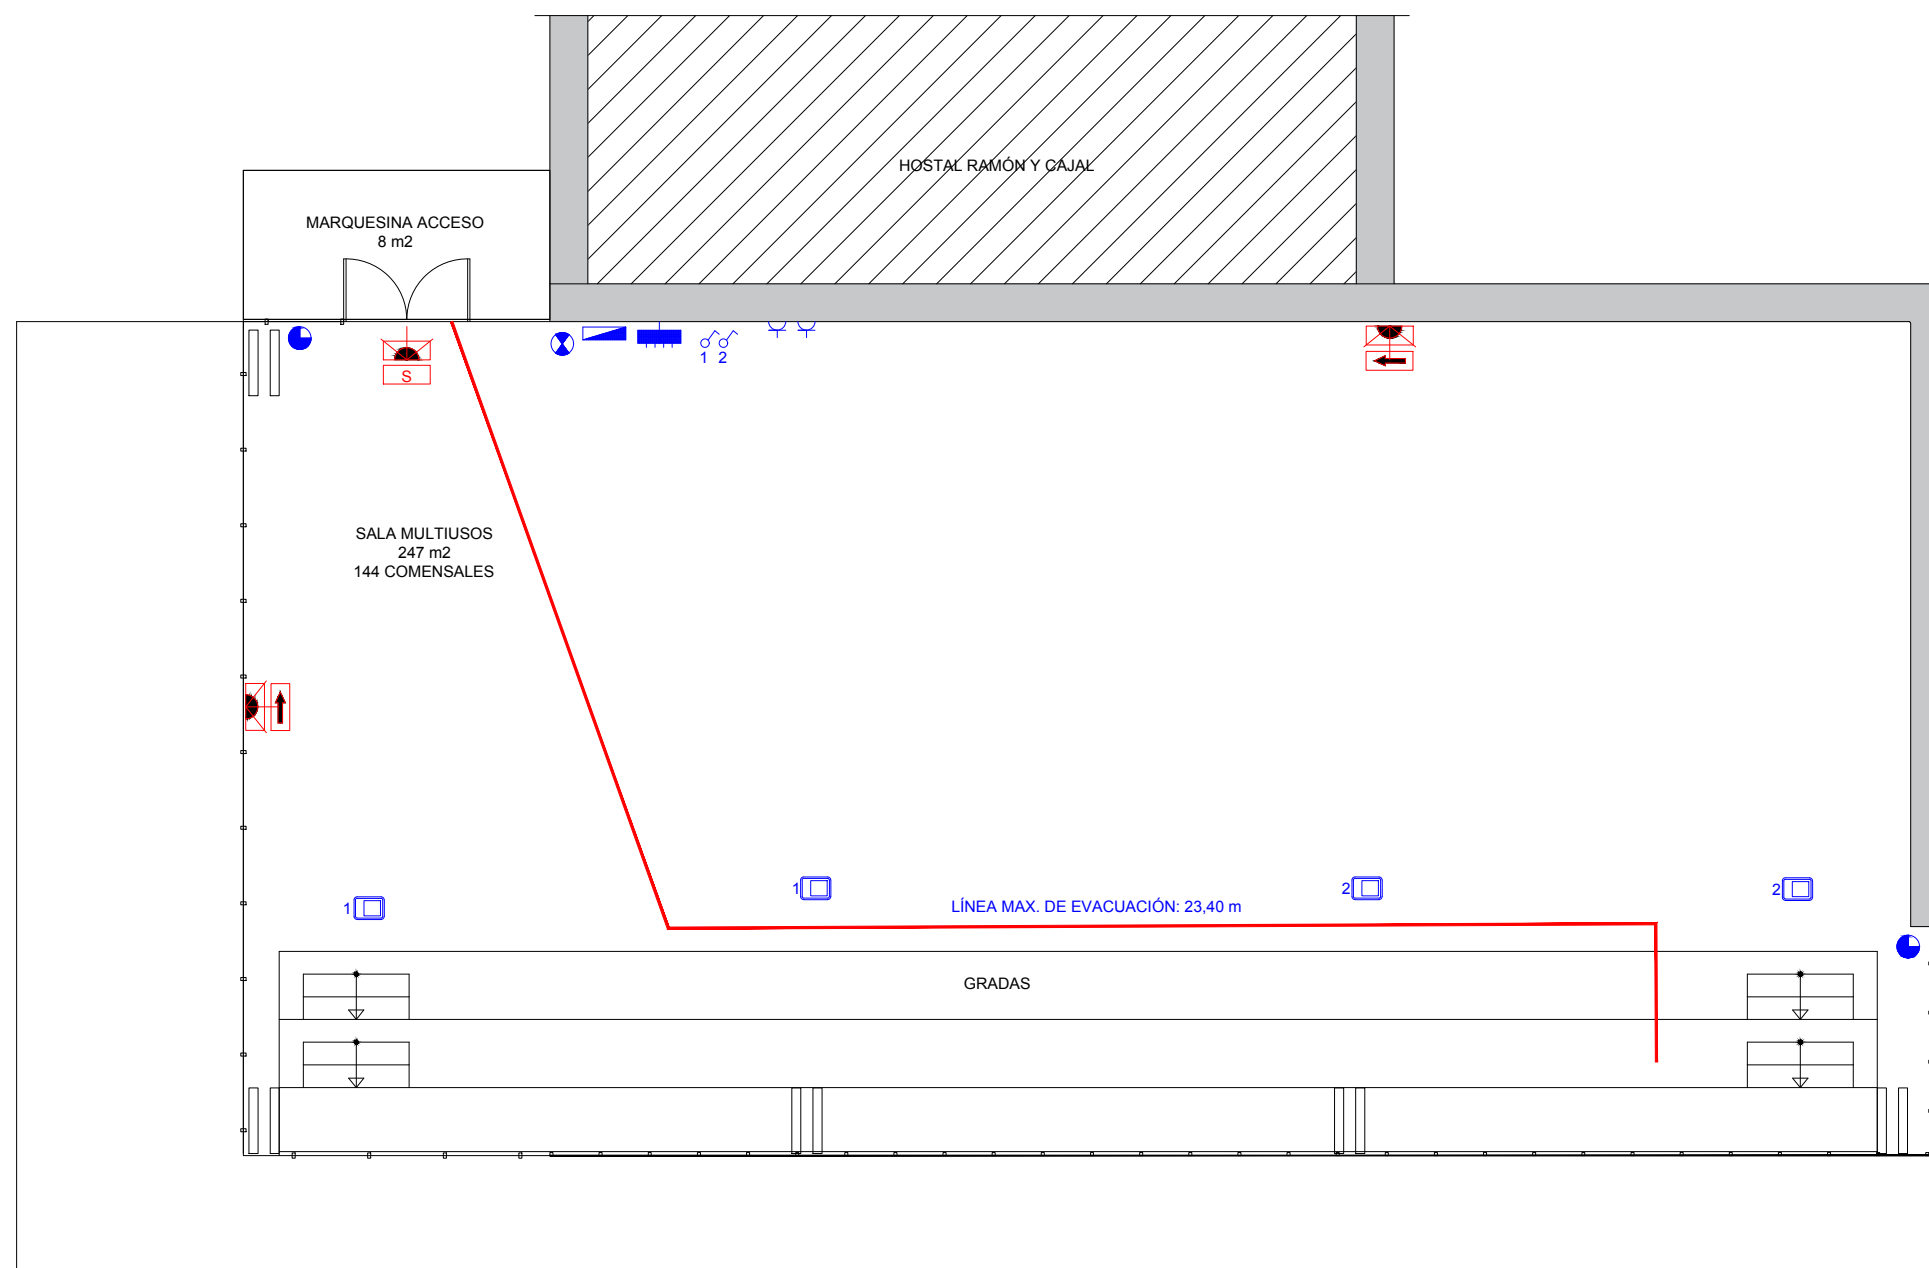 HOSTAL RAMÓN Y CAJAL
MARQUESINA ACCESO
8 m2
1 2
S
SALA MULTIUSOS
247 m2
144 COMENSALES
1
1
2
2
LÍNEA MAX. DE EVACUACIÓN: 23,40 m
GRADAS